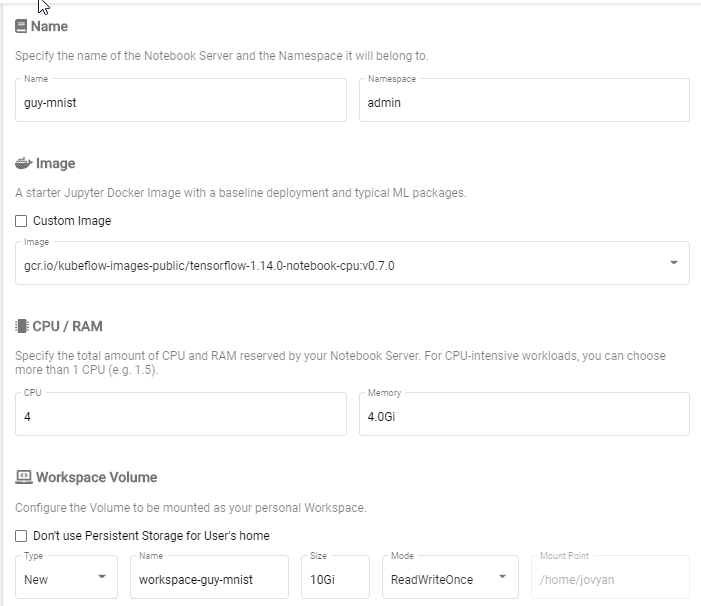 Name
Specify the name of the Notebook Server and the Namespace it will belong to.
Name
Namespace
guy-mnist
admin
Image
A starter Jupyter Docker Image with a baseline deployment and typical ML packages.
Custom Image
Image
gcr.io/kubeflow-images-public/tensorflow-1.14.0-notebook-cpu:v0.7.0
CPU / RAM
Specify the total amount of CPU and RAM reserved by your Notebook Server. For CPU-intensive workloads, you can choose
more than 1 CPU (e.g. 1.5).
CPU
Memory
4
4.0Gi
Workspace Volume
Configure the Volume to be mounted as your personal Workspace.
Don't use Persistent Storage for User's home
Type
Name
Size
Mode
Mount Point
New
workspace-guy-mnist
10Gi
ReadWriteOnce
/home/jovyan